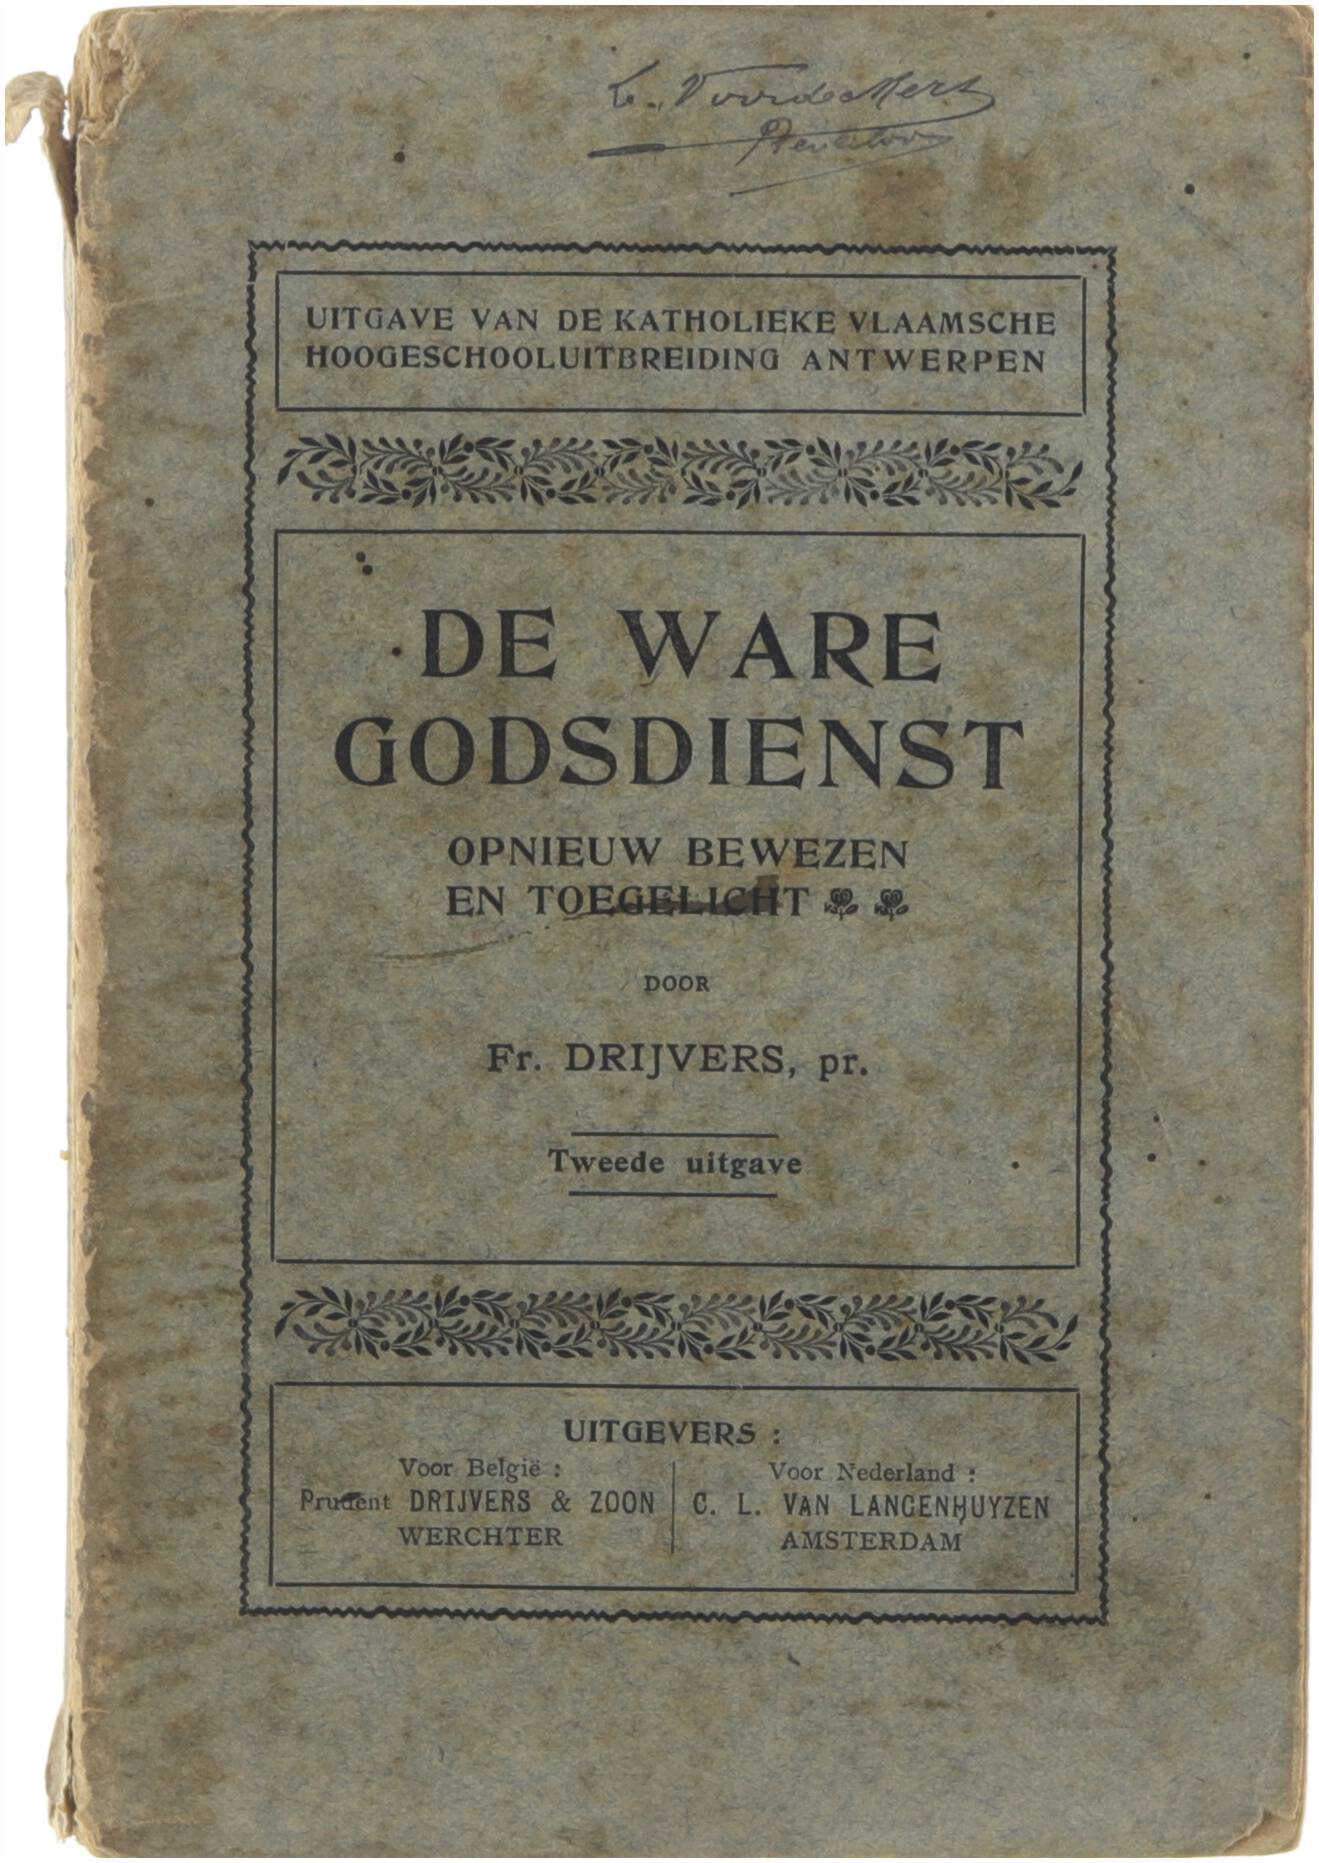 UITGAVE VAN DE KATHOLIEKE VLAAMSCHE
HOOGESCHOOLUITBREIDING ANTWERPEN
DE WARE
GODSDIENST
OPNIEUW BEWEZEN
EN TOEGELICHT
DOOR
Fr. DRIJVERS, pr.
Tweede uitgave
UITGEVERS :
Voor België :
Prudent DRIJVERS & ZOON
WERCHTER
Voor Nederland :
C. L. VAN LANGENHUYZEN
AMSTERDAM